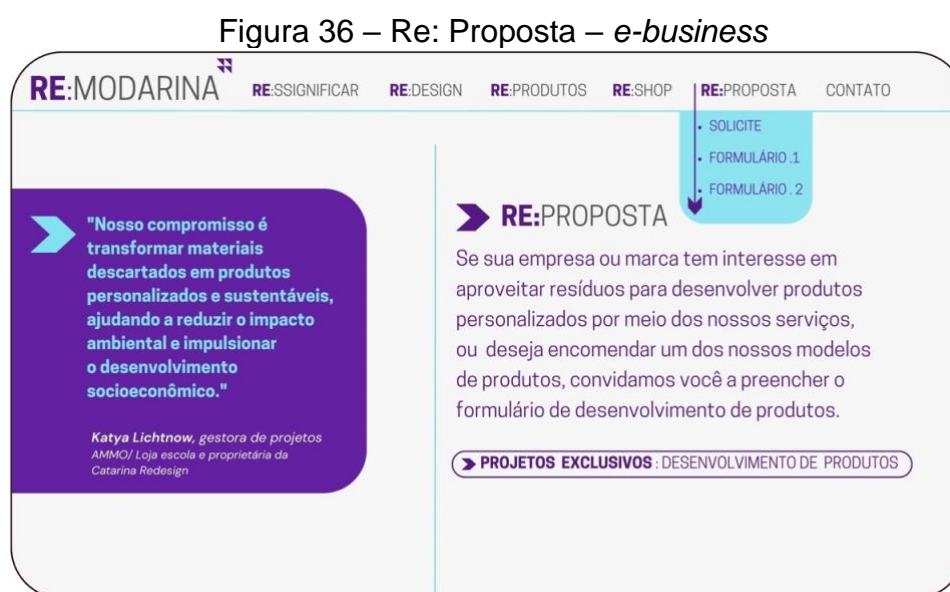 Figura 36 – Re: Proposta – e-business
RE:MODARINA
RE:SSIGNIFICAR RE:DESIGN RE:PRODUTOS RE:SHOP RE:PROPOSTA CONTATO
• SOLICITE
• FORMULÁRIO .1
• FORMULÁRIO . 2
"Nosso compromisso é
transformar materiais
descartados em produtos
personalizados e sustentáveis,
ajudando a reduzir o impacto
ambiental e impulsionar
o desenvolvimento
socioeconômico."
Katya Lichtnow, gestora de projetos
AMMO/ Loja escola e proprietária da
Catarina Redesign
RE:PROPOSTA
Se sua empresa ou marca tem interesse em
aproveitar resíduos para desenvolver produtos
personalizados por meio dos nossos serviços,
ou deseja encomendar um dos nossos modelos
de produtos, convidamos você a preencher o
formulário de desenvolvimento de produtos.
PROJETOS EXCLUSIVOS : DESENVOLVIMENTO DE PRODUTOS